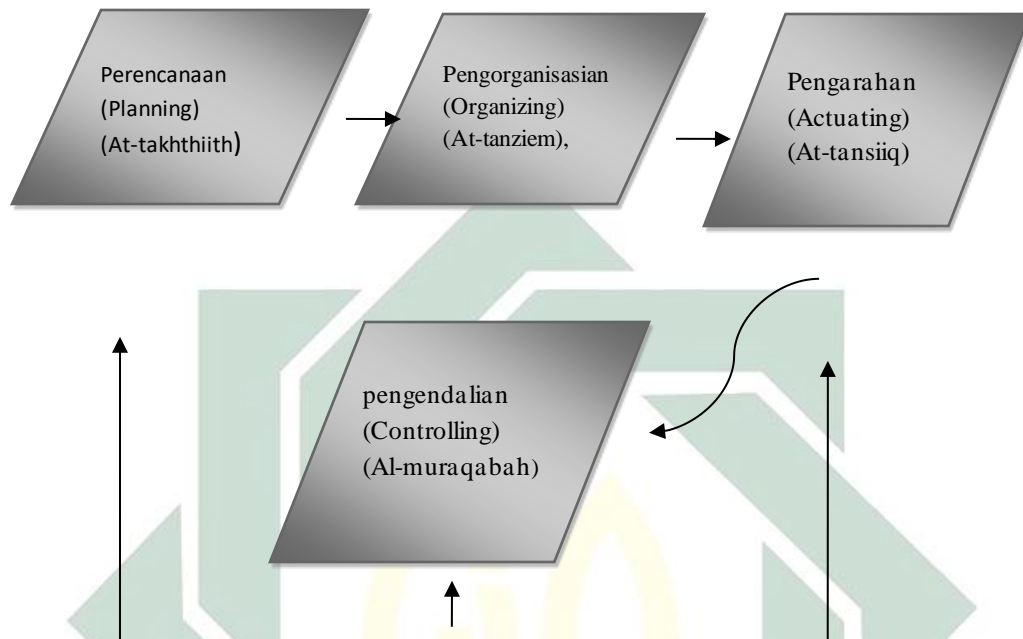 Perencanaan
(Planning)
(At-takhthiith)
Pengorganisasian
(Organizing)
(At-tanziem),
Pengarahan
(Actuating)
(At-tansiiq)
pengendalian
(Controlling)
(Al-muraqabah)